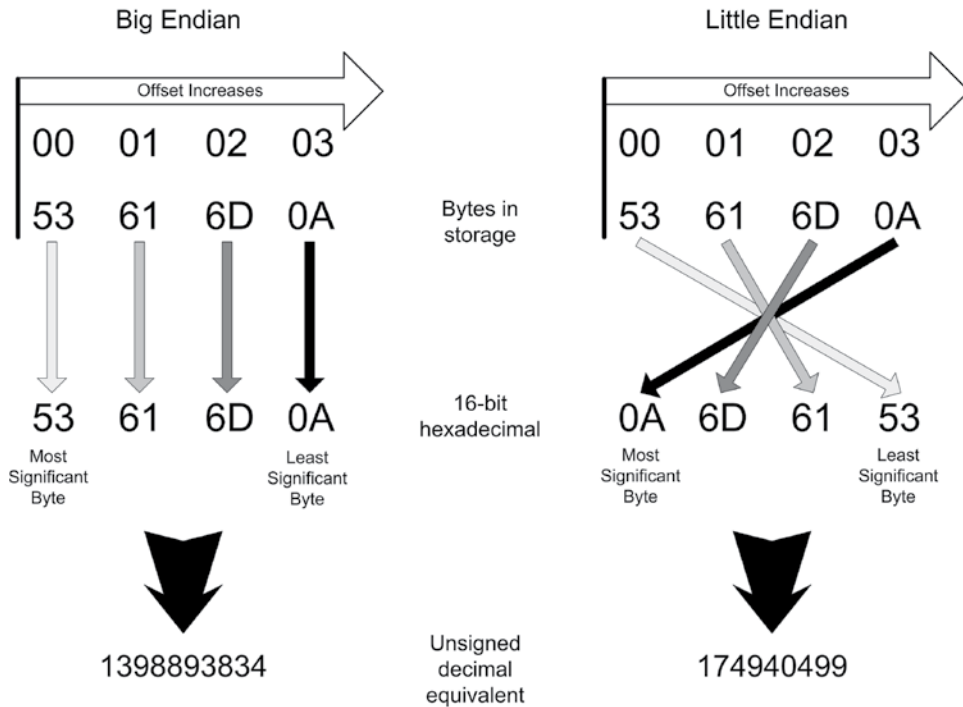 Big Endian
Little Endian
Offset Increases
Offset Increases
00 01 02 03
00 01 02 03
53 61 6D 0A
Bytes in
storage
53 61 6D 0A
53 61 6D 0A
16-bit
hexadecimal
0A 6D 61 53
Most
Significant
Byte
Least
Significant
Byte
Most
Significant
Byte
Least
Significant
Byte
1398893834
Unsigned
decimal
equivalent
174940499